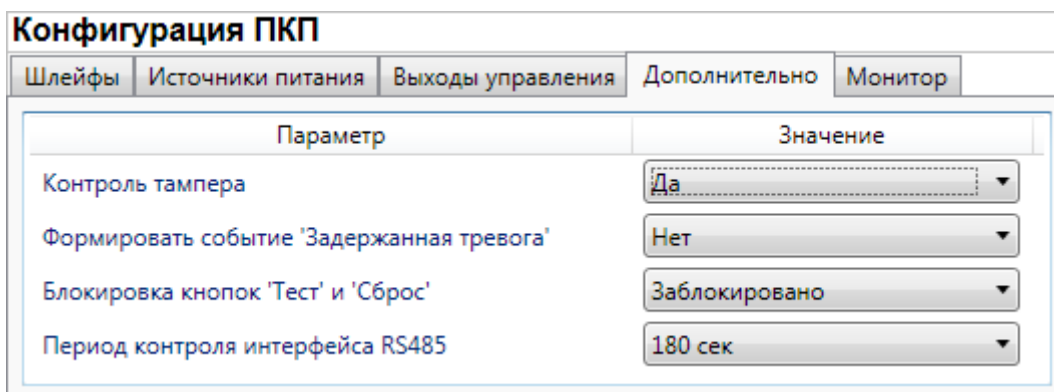 Конфигурация ПКП
Шлейфы Источники питания Выходы управления Дополнительно Монитор
Параметр Значение
Контроль тампера Да
Формировать событие 'Задержанная тревога' Нет
Блокировка кнопок 'Тест' и 'Сброс' Заблокировано
Период контроля интерфейса RS485 180 сек